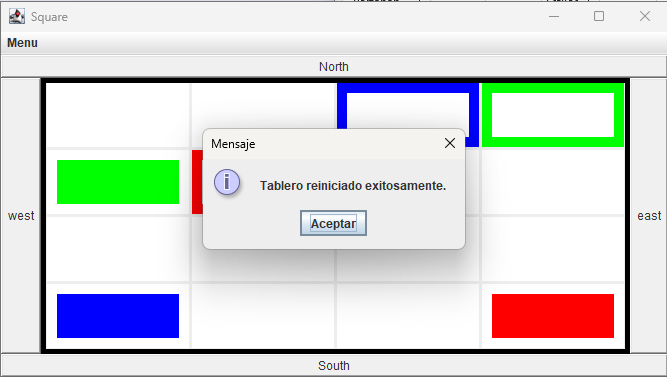 Square
Menu
North
Mensaje
Tablero reiniciado exitosamente.
Aceptar
west
east
South